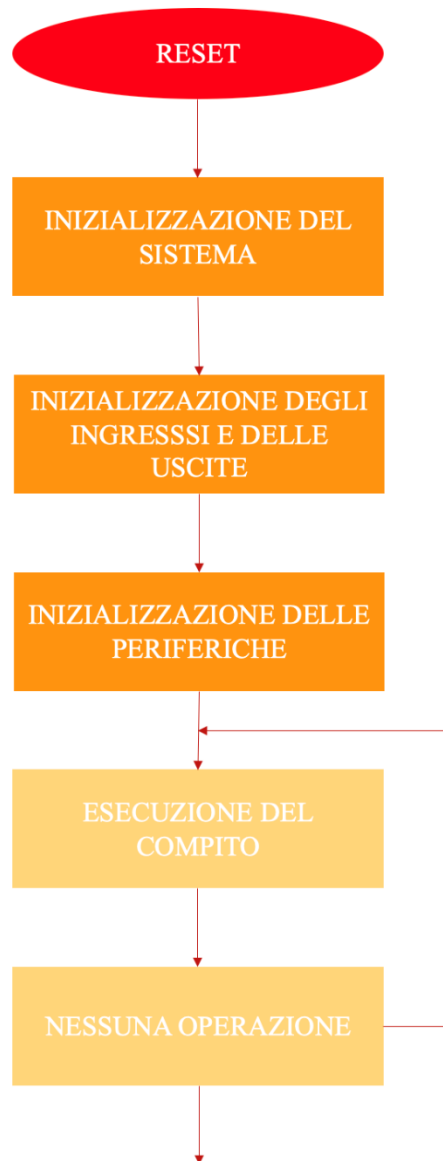 RESET
INIZIALIZZAZIONE DEL
SISTEMA
INIZIALIZZAZIONE DEGLI
INGRESSSI E DELLE
USCITE
INIZIALIZZAZIONE DELLE
PERIFERICHE
ESECUZIONE DEL
COMPITO
NESSUNA OPERAZIONE